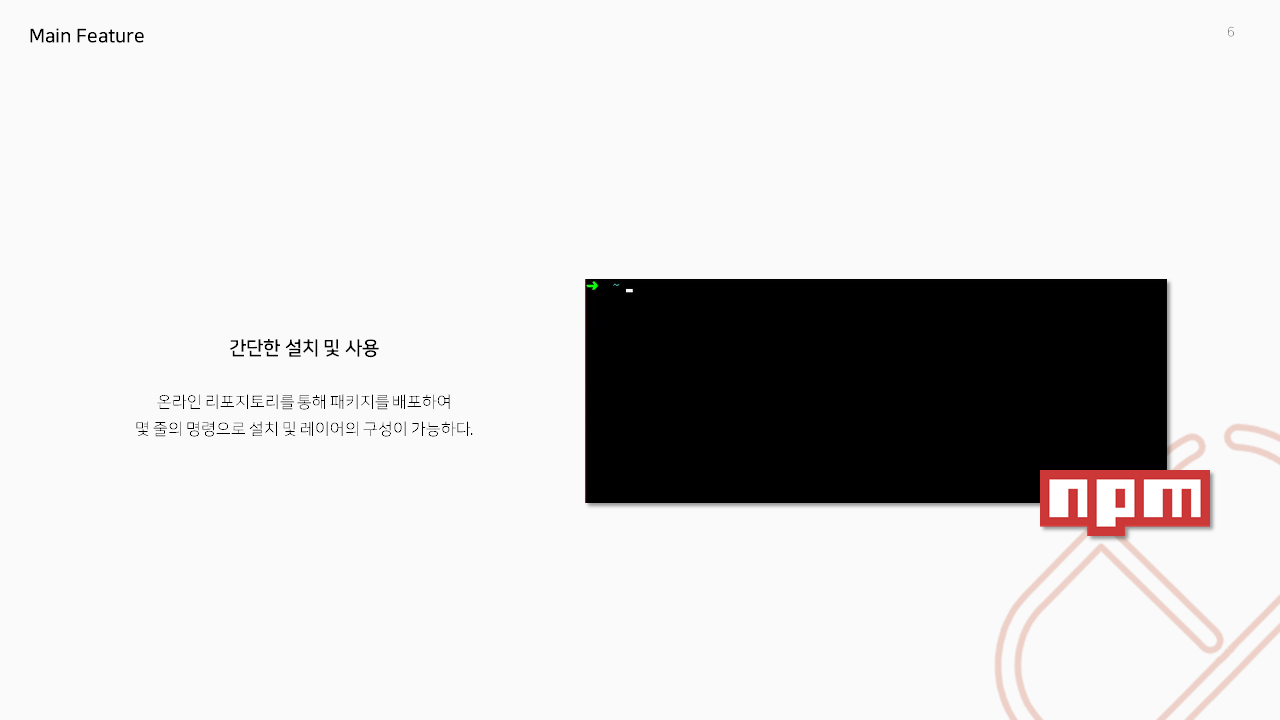 Main Feature
6
간단한 설치 및 사용
온라인 리포지토리를 통해 패키지를 배포하여
몇 줄의 명령으로 설치 및 레이어의 구성이 가능하다.
➜ ~
npm